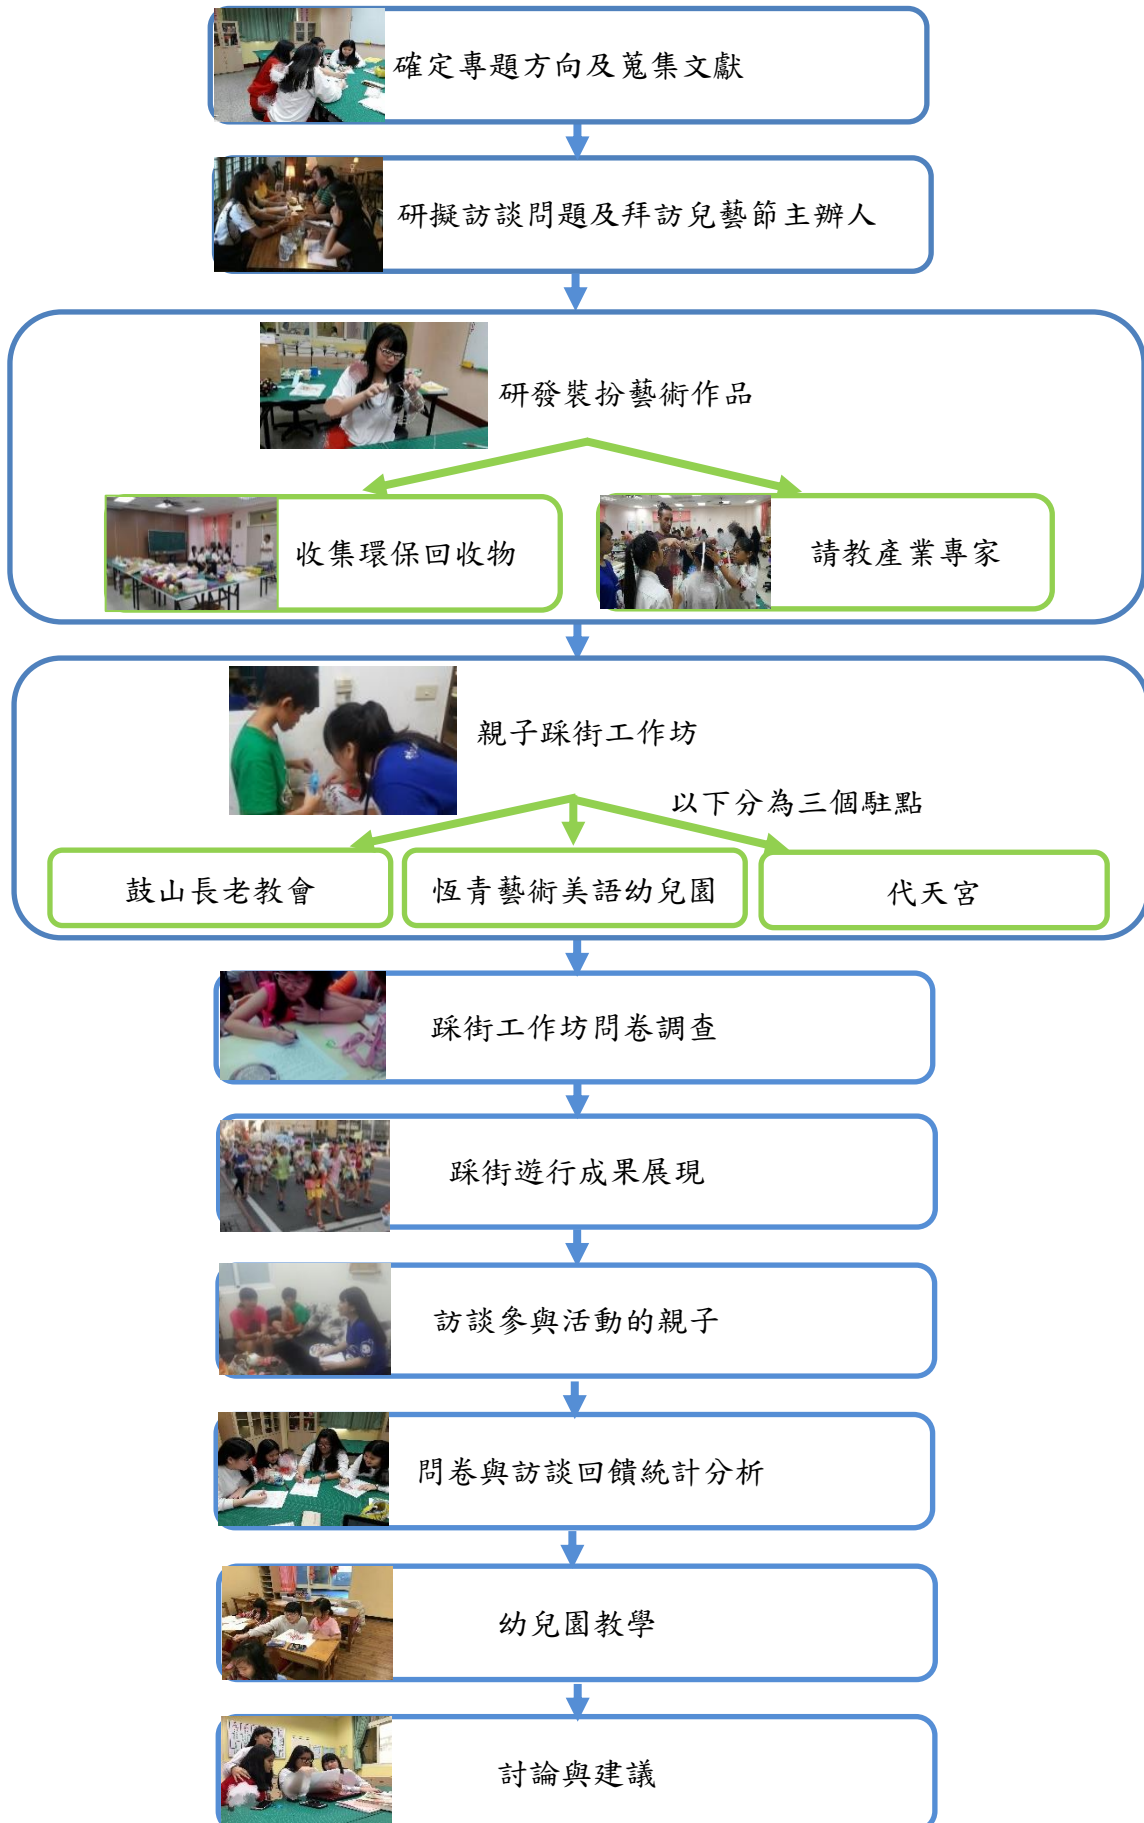 確定專題方向及蒐集文獻
研擬訪談問題及拜訪兒藝節主辦人
研發裝扮藝術作品
收集環保回收物
請教產業專家
親子踩街工作坊
以下分為三個駐點
鼓山長老教會
恆青藝術美語幼兒園
代天宮
踩街工作坊問卷調查
踩街遊行成果展現
訪談參與活動的親子
問卷與訪談回饋統計分析
幼兒園教學
討論與建議